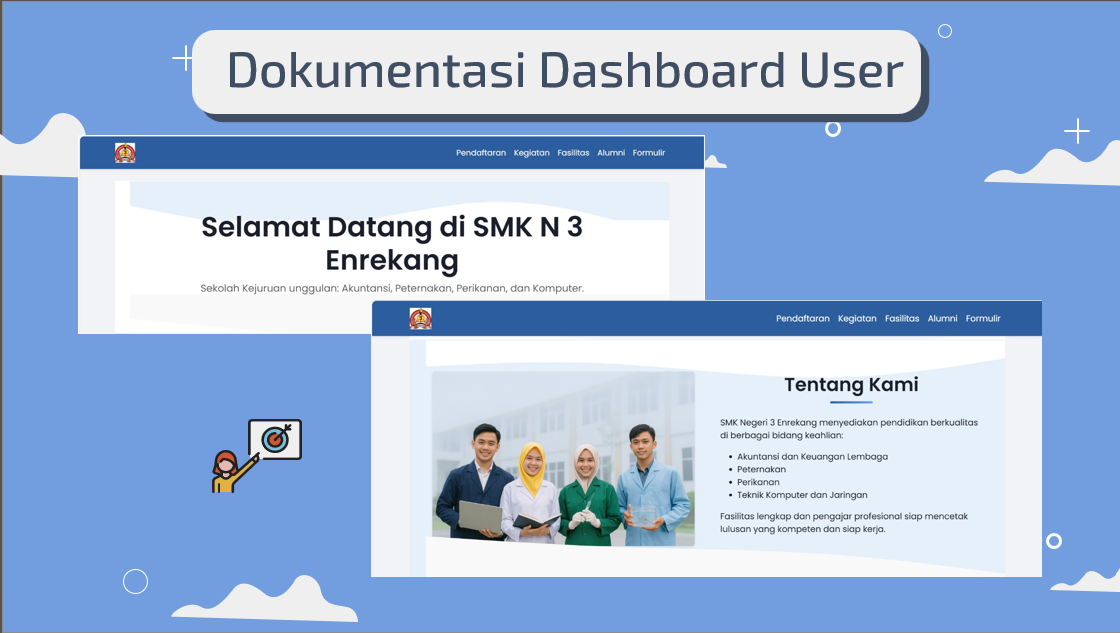 Dokumentasi Dashboard User
Pendaftaran Kegiatan Fasilitas Alumni Formulir
Selamat Datang di SMK N 3
Enrekang
Sekolah Kejuruan unggulan: Akuntansi, Peternakan, Perikanan, dan Komputer.
Pendaftaran Kegiatan Fasilitas Alumni Formulir
Tentang Kami
SMK Negeri 3 Enrekang menyediakan pendidikan berkualitas
di berbagai bidang keahlian:
• Akuntansi dan Keuangan Lembaga
• Peternakan
• Perikanan
• Teknik Komputer dan Jaringan
Fasilitas lengkap dan pengajar profesional siap mencetak
lulusan yang kompeten dan siap kerja.